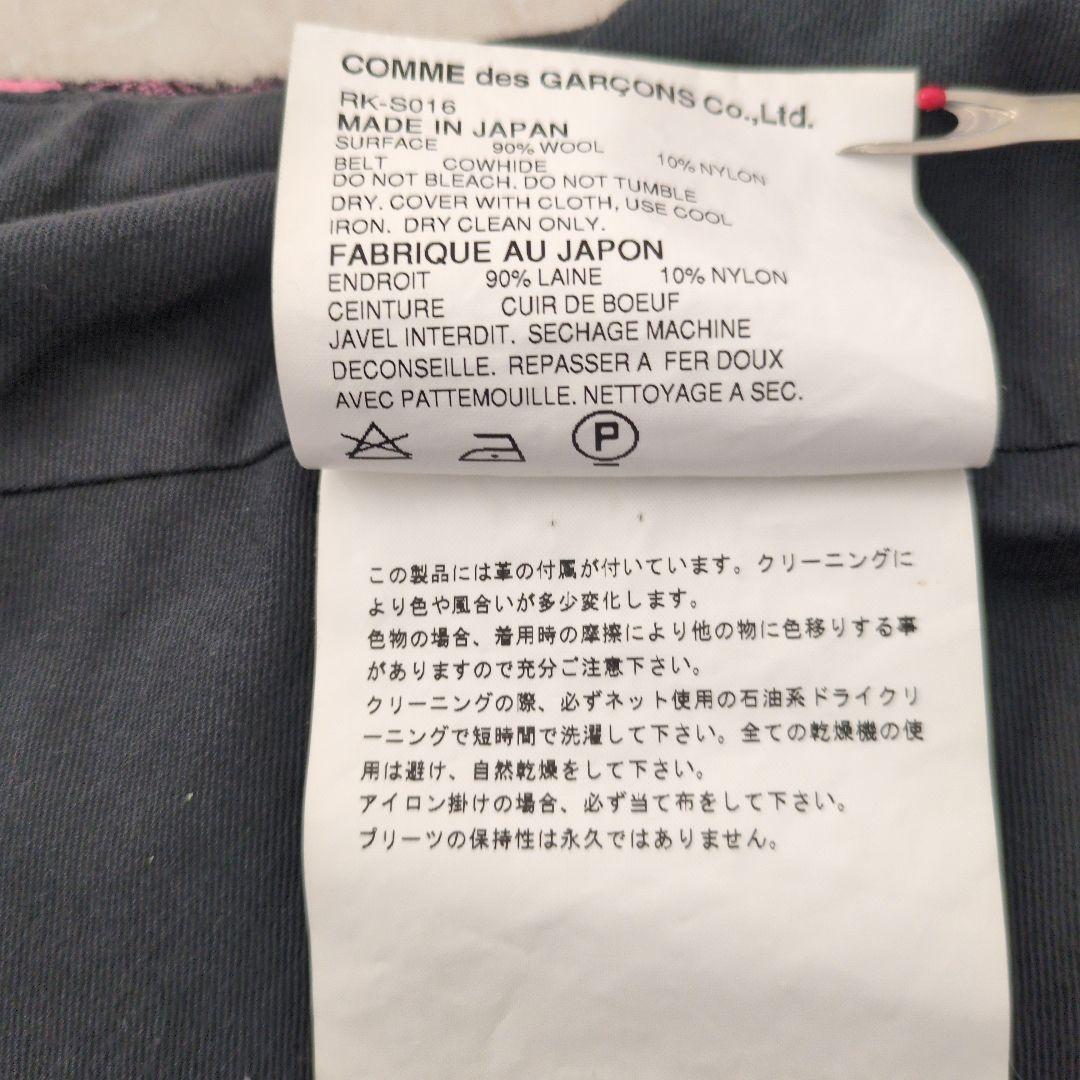 COMME des GARÇONS Co.,Ltd.
RK-S016
MADE IN JAPAN
SURFACE 90% WOOL 10% NYLON
BELT COWHIDE
DO NOT BLEACH. DO NOT TUMBLE
DRY. COVER WITH CLOTH, USE COOL
IRON. DRY CLEAN ONLY.
FABRIQUE AU JAPON
ENDROIT 90% LAINE 10% NYLON
CEINTURE CUIR DE BOEUF
JAVEL INTERDIT. SECHAGE MACHINE
DECONSEILLE. REPASSER A FER DOUX
AVEC PATTEMOUILLE. NETTOYAGE A SEC.
P
この製品には革の付属が付いています。クリーニングに
より色や風合いが多少変化します。
色物の場合、着用時の摩擦により他の物に色移りする事
がありますので充分ご注意下さい。
クリーニングの際、必ずネット使用の石油系ドライクリ
ーニングで短時間で洗濯して下さい。全ての乾燥機の使
用は避け、自然乾燥をして下さい。
アイロン掛けの場合、必ず当て布をして下さい。
プリーツの保持性は永久ではありません。